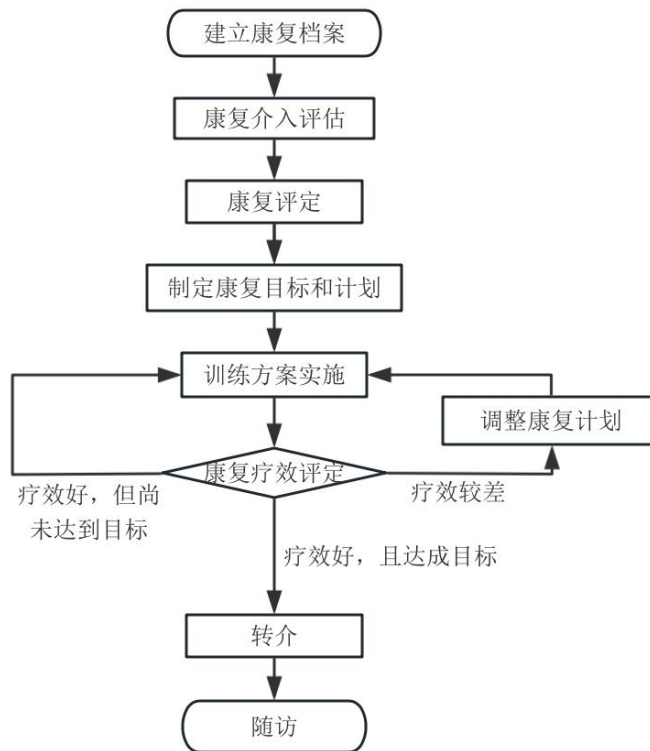 建立康复档案
康复介入评估
康复评定
制定康复目标和计划
训练方案实施
调整康复计划
康复疗效评定
疗效好，但尚
未达到目标
疗效较差
疗效好，且达成目标
转介
随访